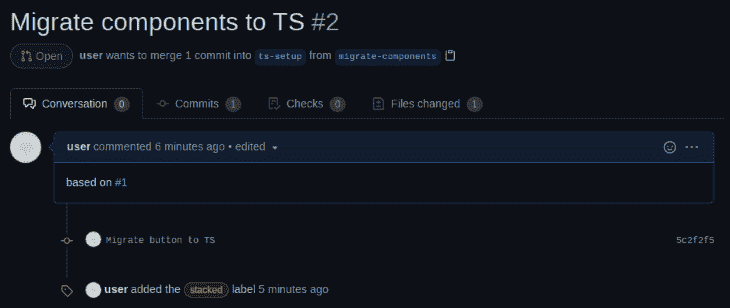 Migrate components to TS #2
Open user wants to merge 1 commit into ts-setup from migrate-components
Conversation 0 Commits 1 Checks 0 Files changed 1
user commented 6 minutes ago • edited
based on #1
Migrate button to TS 5c2f2f5
user added the stacked label 5 minutes ago